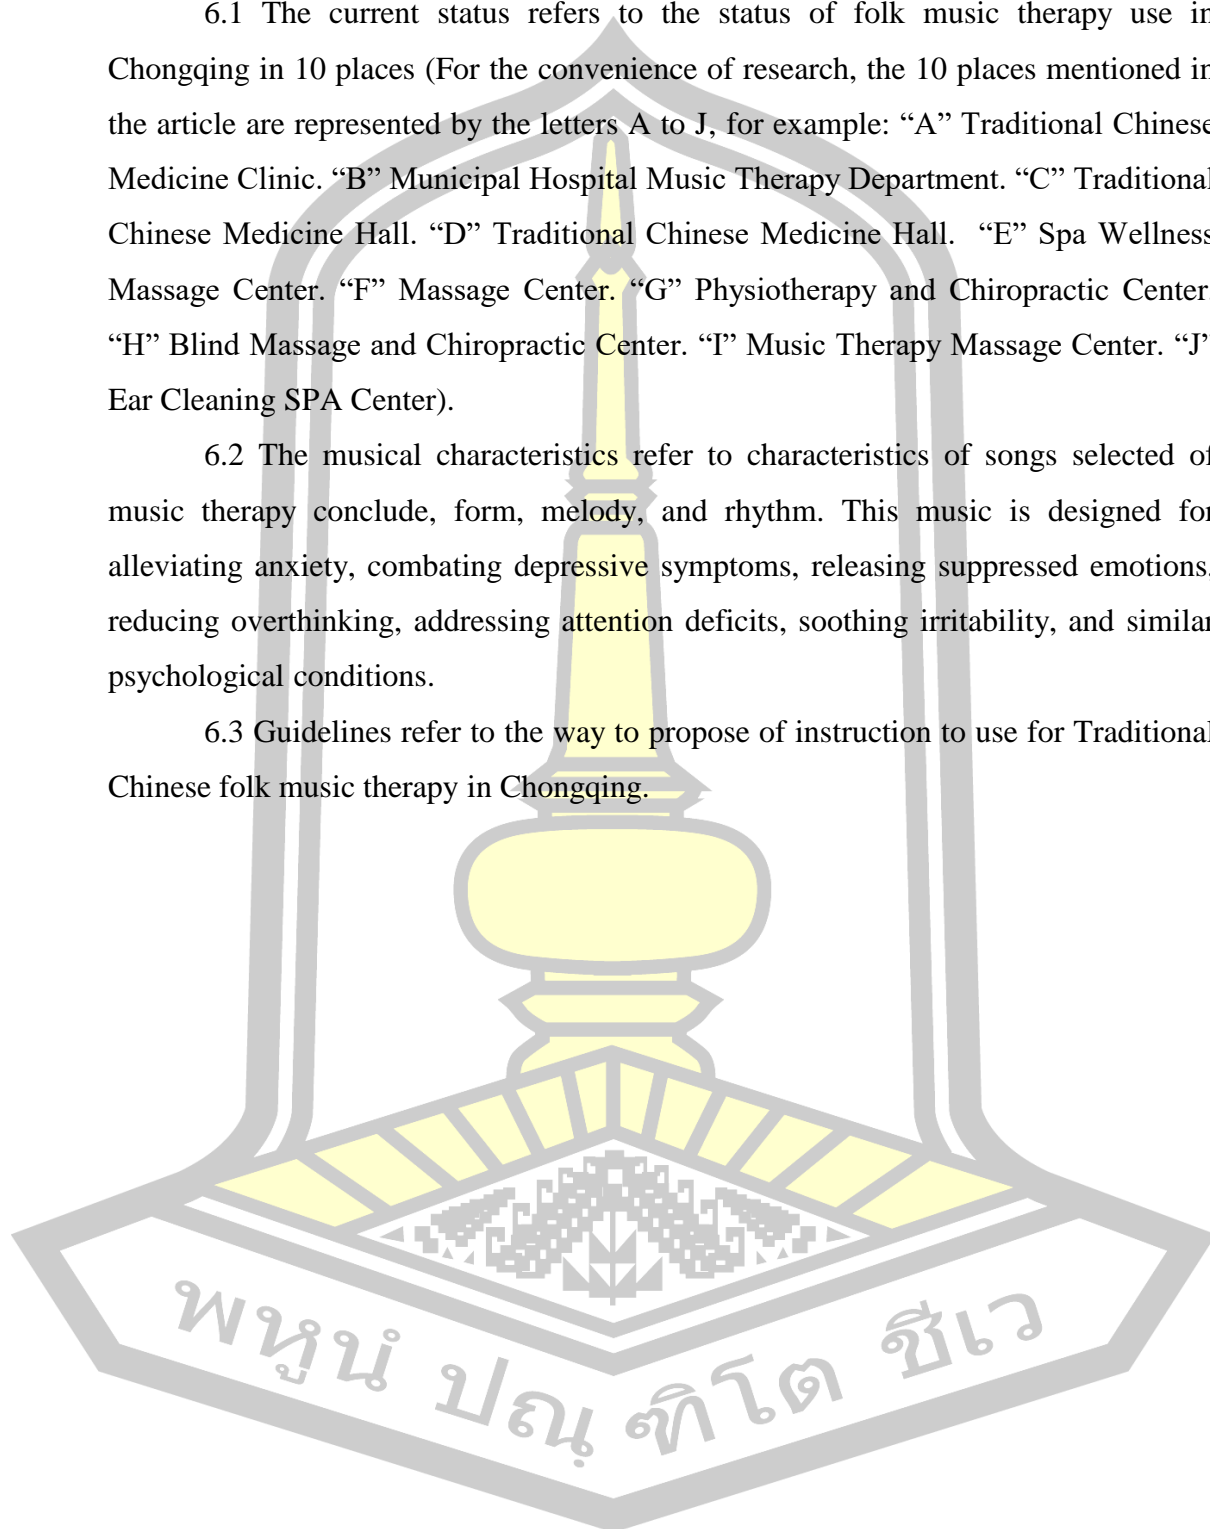 6.1 The current status refers to the status of folk music therapy use in
Chongqing in 10 places (For the convenience of research, the 10 places mentioned in
the article are represented by the letters A to J, for example: “A” Traditional Chinese
Medicine Clinic. “B” Municipal Hospital Music Therapy Department. “C” Traditional
Chinese Medicine Hall. “D” Traditional Chinese Medicine Hall. “E” Spa Wellness
Massage Center. “F” Massage Center. “G” Physiotherapy and Chiropractic Center.
“H” Blind Massage and Chiropractic Center. “I” Music Therapy Massage Center. “J”
Ear Cleaning SPA Center).
6.2 The musical characteristics refer to characteristics of songs selected of
music therapy conclude, form, melody, and rhythm. This music is designed for
alleviating anxiety, combating depressive symptoms, releasing suppressed emotions,
reducing overthinking, addressing attention deficits, soothing irritability, and similar
psychological conditions.
6.3 Guidelines refer to the way to propose of instruction to use for Traditional
Chinese folk music therapy in Chongqing.
พหูนํ ปณฺฑิโต ชีเว